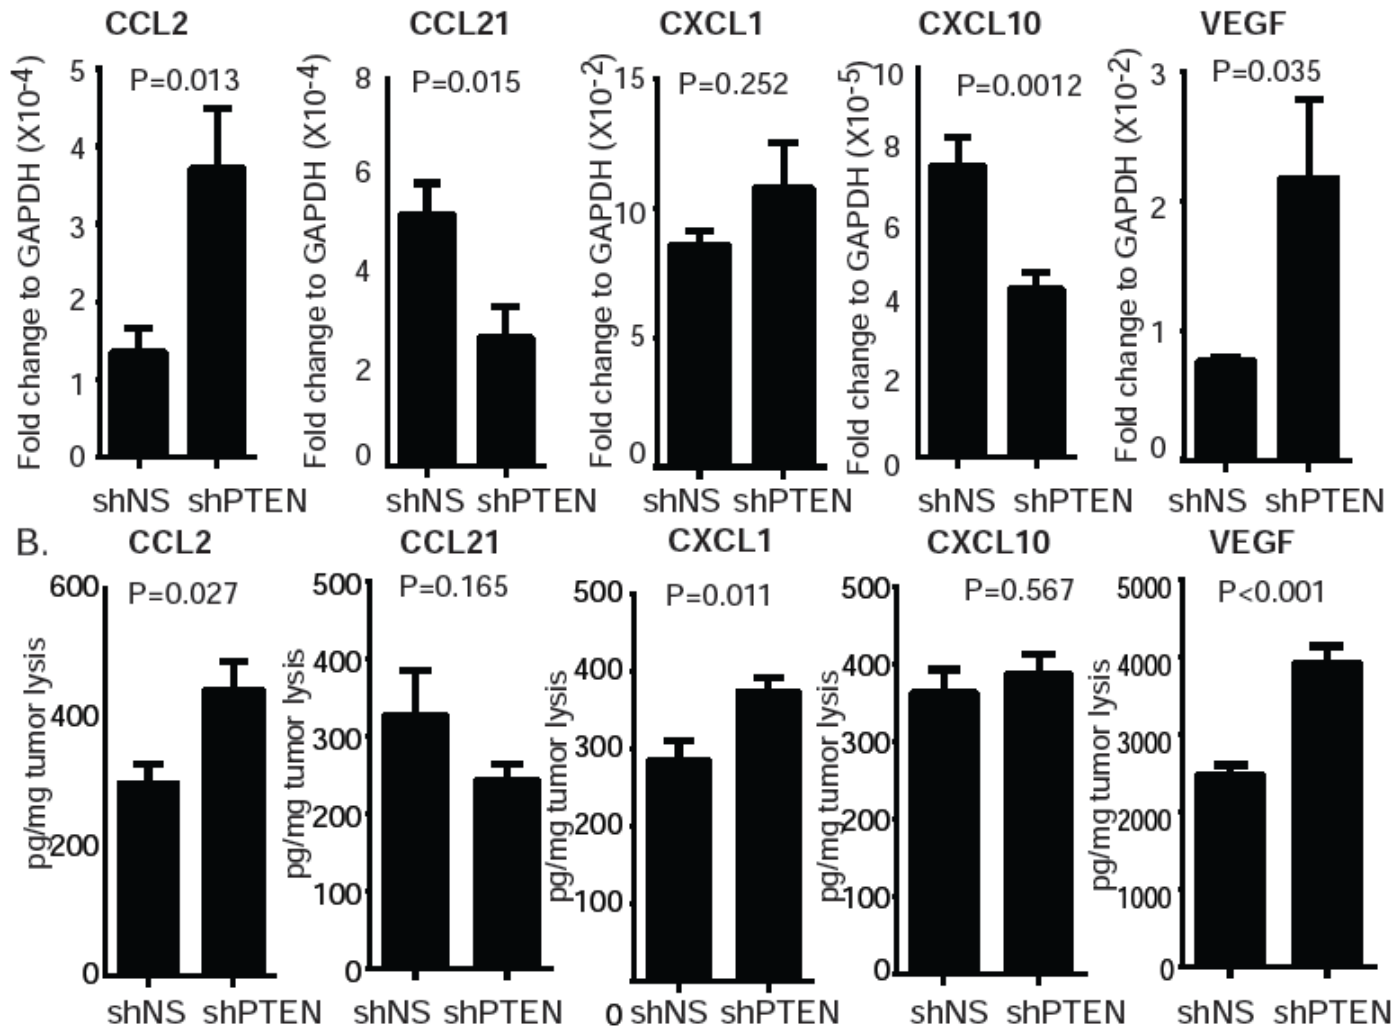 CCL2 CCL21 CXCL1 CXCL10 VEGF
Fold change to GAPDH (X10-4)
5
4
3
2
1
0
P=0.013
shNS shPTEN
Fold change to GAPDH (X10-4)
8
6
4
2
0
P=0.015
shNS shPTEN
Fold change to GAPDH (X10-2)
15
10
5
0
P=0.252
shNS shPTEN
Fold change to GAPDH (X10-5)
10
8
6
4
2
0
P=0.0012
shNS shPTEN
Fold change to GAPDH (X10-2)
3
2
1
0
P=0.035
shNS shPTEN
B.
CCL2 CCL21 CXCL1 CXCL10 VEGF
pg/mg tumor lysis
600
400
200
0
P=0.027
shNS shPTEN
pg/mg tumor lysis
500
400
300
200
100
0
P=0.165
shNS shPTEN
pg/mg tumor lysis
500
400
300
200
100
0
P=0.011
shNS shPTEN
pg/mg tumor lysis
500
400
300
200
100
0
P=0.567
shNS shPTEN
pg/mg tumor lysis
5000
4000
3000
2000
1000
0
P<0.001
shNS shPTEN